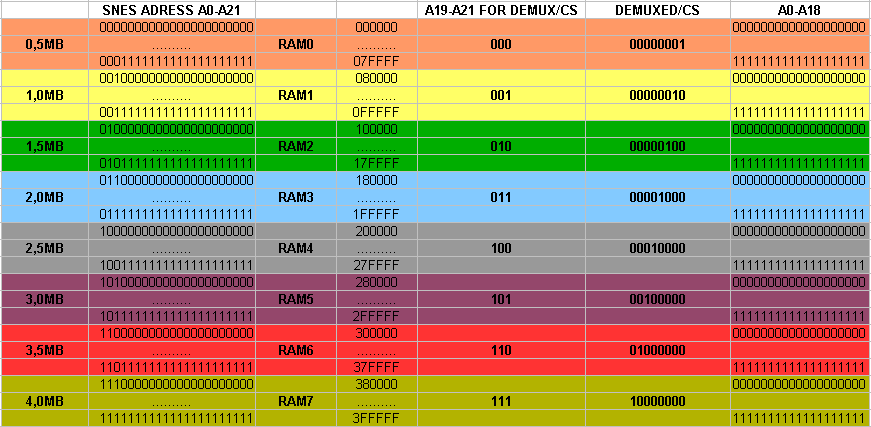 SNES ADRESS A0-A21 A19-A21 FOR DEMUX/CS DEMUXED/CS A0-A18
0000000000000000000000 000000 0000000000000000000
0,5MB .......... RAM0 .......... 000 00000001
0001111111111111111111 07FFFF 1111111111111111111
0010000000000000000000 080000 0000000000000000000
1,0MB .......... RAM1 .......... 001 00000010
0011111111111111111111 0FFFFF 1111111111111111111
0100000000000000000000 100000 0000000000000000000
1,5MB .......... RAM2 .......... 010 00000100
0101111111111111111111 17FFFF 1111111111111111111
0110000000000000000000 180000 0000000000000000000
2,0MB .......... RAM3 .......... 011 00001000
0111111111111111111111 1FFFFF 1111111111111111111
1000000000000000000000 200000 0000000000000000000
2,5MB .......... RAM4 .......... 100 00010000
1001111111111111111111 27FFFF 1111111111111111111
1010000000000000000000 280000 0000000000000000000
3,0MB .......... RAM5 .......... 101 00100000
1011111111111111111111 2FFFFF 1111111111111111111
1100000000000000000000 300000 0000000000000000000
3,5MB .......... RAM6 .......... 110 01000000
1101111111111111111111 37FFFF 1111111111111111111
1110000000000000000000 380000 0000000000000000000
4,0MB .......... RAM7 .......... 111 10000000
1111111111111111111111 3FFFFF 1111111111111111111